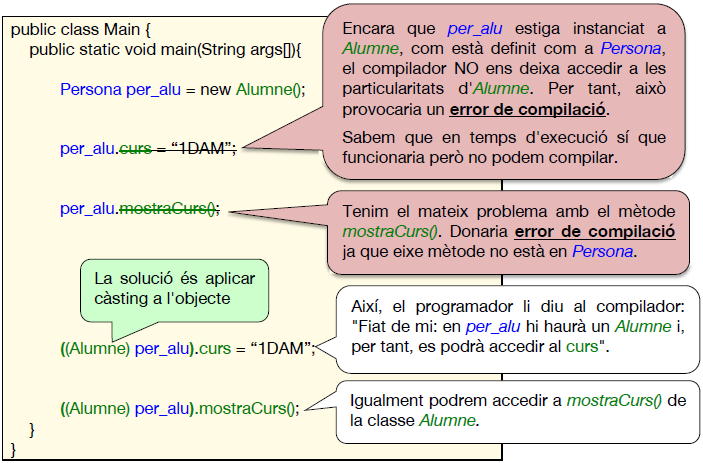 public class Main {
public static void main(String args[]){
Persona per_alu = new Alumne();
per_alu.curs = “1DAM”;
per_alu.mostraCurs();
Encara que per_alu estiga instanciat a
Alumne, com està definit com a Persona,
el compilador NO ens deixa accedir a les
particularitats d'Alumne. Per tant, això
provocaria un error de compilació.
Sabem que en temps d'execució sí que
funcionaria però no podem compilar.
Tenim el mateix problema amb el mètode
mostraCurs(). Donaria error de compilació
ja que eixe mètode no està en Persona.
La solució és aplicar
càsting a l'objecte
((Alumne) per_alu).curs = “1DAM”;
Així, el programador li diu al compilador:
"Fiat de mi: en per_alu hi haurà un Alumne i,
per tant, es podrà accedir al curs".
((Alumne) per_alu).mostraCurs();
Igualment podrem accedir a mostraCurs() de
la classe Alumne.
}
}